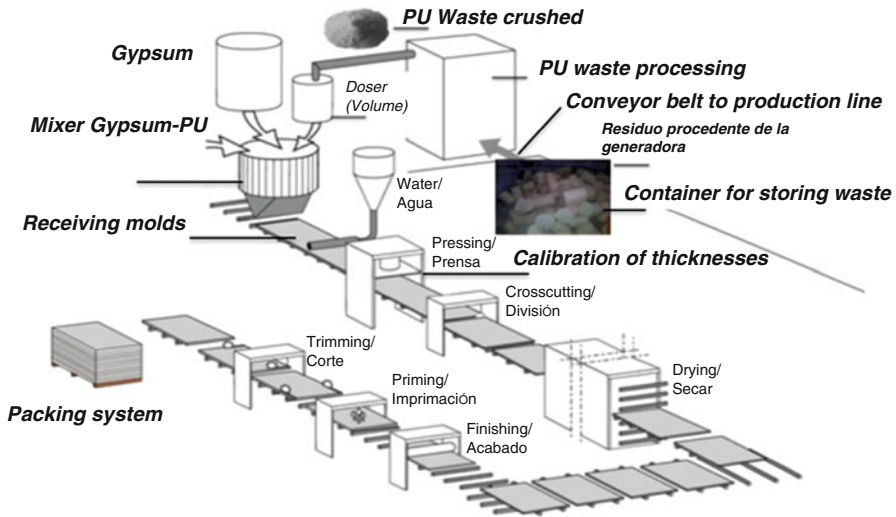 PU Waste crushed
Gypsum
PU waste processing
Doser
(Volume)
Conveyor belt to production line
Mixer Gypsum-PU
Residuo procedente de la
generadora
Water/
Agua
Container for storing waste
Receiving molds
Pressing/
Prensa
Calibration of thicknesses
Crosscutting/
División
Trimming/
Corte
Drying/
Secar
Priming/
Imprimación
Packing system
Finishing/
Acabado